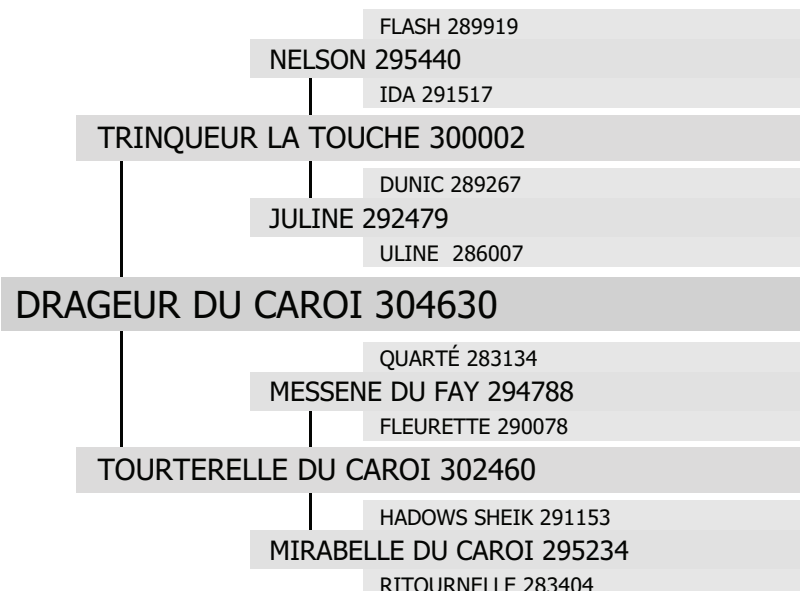 FLASH 289919
NELSON 295440
IDA 291517
TRINQUEUR LA TOUCHE 300002
DUNIC 289267
JULINE 292479
ULINE 286007
DRAGEUR DU CAROI 304630
QUARTÉ 283134
MESSENE DU FAY 294788
FLEURETTE 290078
TOURTERELLE DU CAROI 302460
HADOWS SHEIK 291153
MIRABELLE DU CAROI 295234
RITOURNELLE 283404